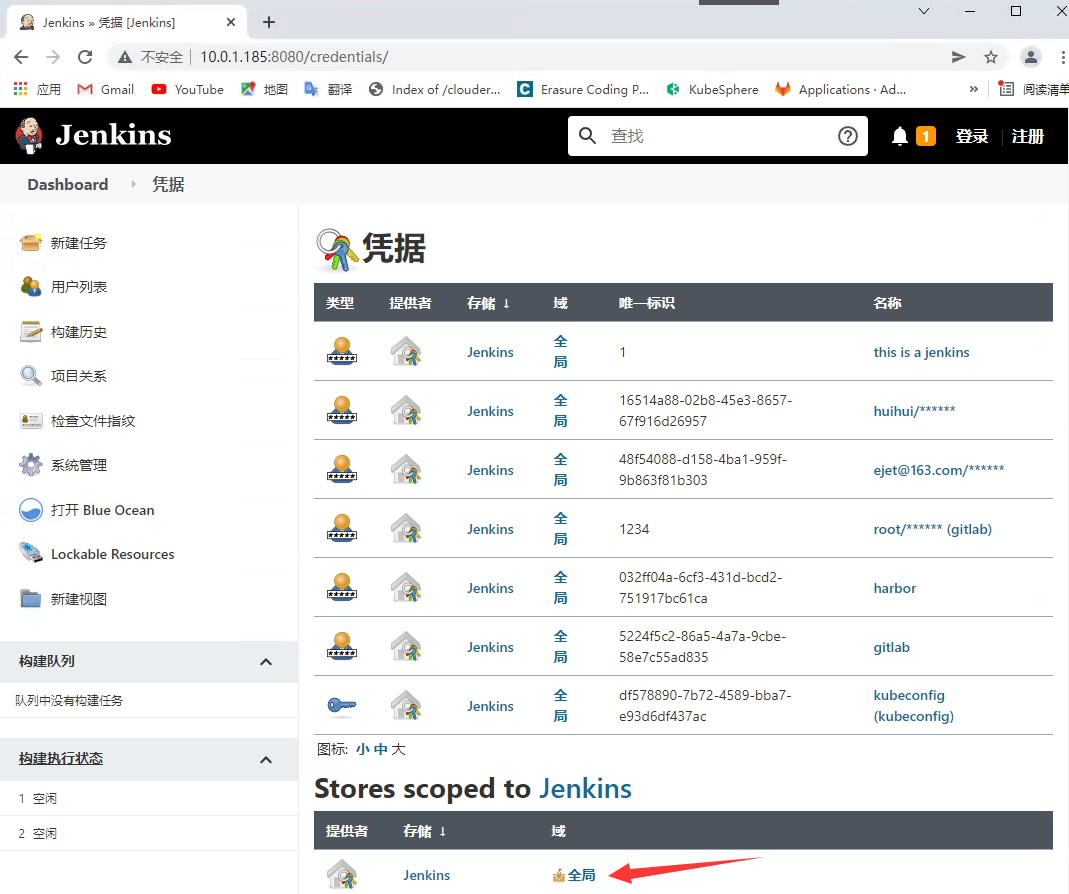 Jenkins » 凭据 [Jenkins]
不安全 | 10.0.1.185:8080/credentials/
应用 Gmail YouTube 地图 翻译 Index of /clouder... Erasure Coding P... KubeSphere Applications · Ad... » 阅读清单
Jenkins 查找 1 登录 注册
Dashboard 凭据
新建任务
用户列表
构建历史
项目关系
检查文件指纹
系统管理
打开 Blue Ocean
Lockable Resources
新建视图
构建队列
队列中没有构建任务
构建执行状态
1 空闲
2 空闲
凭据
类型 提供者 存储 ↓ 域 唯一标识 名称
Jenkins 全局 1 this is a jenkins
Jenkins 全局 16514a88-02b8-45e3-8657-67f916d26957 huihui/******
Jenkins 全局 48f54088-d158-4ba1-959f-9b863f81b303 ejet@163.com/******
Jenkins 全局 1234 root/****** (gitlab)
Jenkins 全局 032ff04a-6cf3-431d-bcd2-751917bc61ca harbor
Jenkins 全局 5224f5c2-86a5-4a7a-9cbe-58e7c55ad835 gitlab
Jenkins 全局 df578890-7b72-4589-bba7-e93d6df437ac kubeconfig (kubeconfig)
图标: 小 中 大
Stores scoped to Jenkins
提供者 存储 ↓ 域
Jenkins 全局